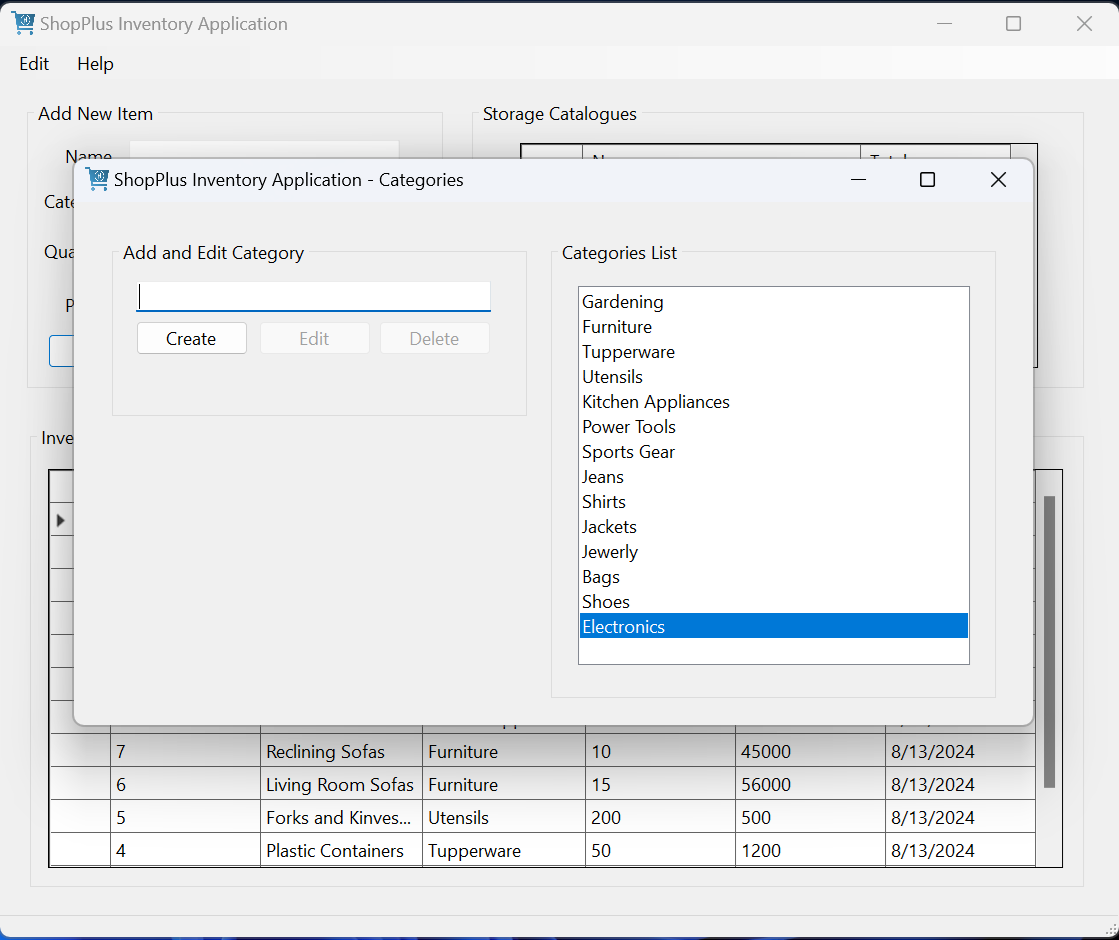 ShopPlus Inventory Application
Edit Help
Add New Item
Storage Catalogues
Name
ShopPlus Inventory Application - Categories
Add and Edit Category
Create Edit Delete
Categories List
Gardening
Furniture
Tupperware
Utensils
Kitchen Appliances
Power Tools
Sports Gear
Jeans
Shirts
Jackets
Jewerly
Bags
Shoes
Electronics
7 Reclining Sofas Furniture 10 45000 8/13/2024
6 Living Room Sofas Furniture 15 56000 8/13/2024
5 Forks and Kinves... Utensils 200 500 8/13/2024
4 Plastic Containers Tupperware 50 1200 8/13/2024